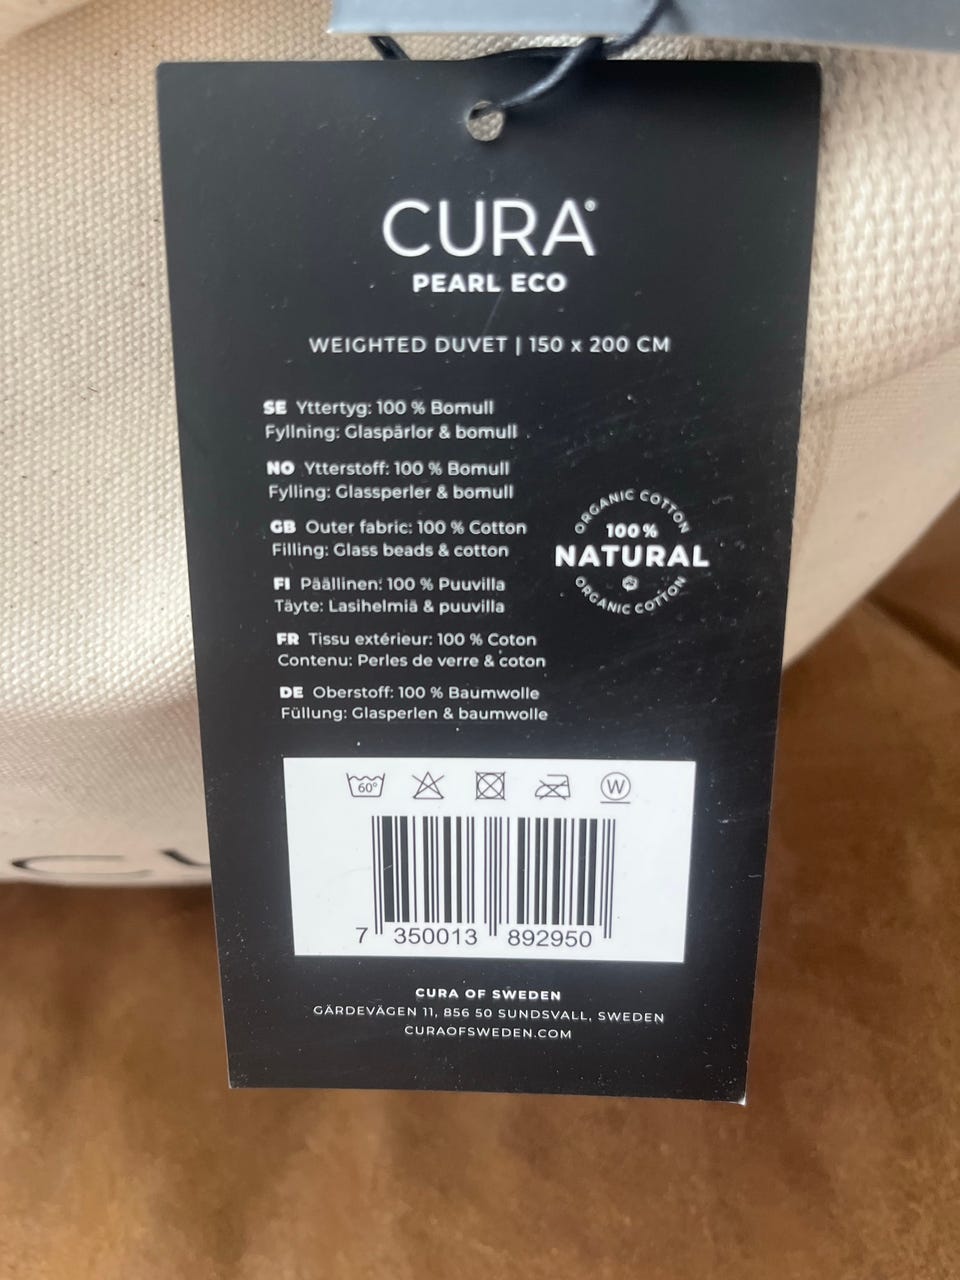 CURA®
PEARL ECO
WEIGHTED DUVET | 150 x 200 CM
SE Yttertyg: 100 % Bomull
Fyllning: Glaspärlor & bomull
NO Ytterstoff: 100 % Bomull
Fylling: Glassperler & bomull
GB Outer fabric: 100 % Cotton
Filling: Glass beads & cotton
FI Päällinen: 100 % Puuvilla
Täyte: Lasihelmiä & puuvilla
FR Tissu extérieur: 100 % Coton
Contenu: Perles de verre & coton
DE Oberstoff: 100 % Baumwolle
Füllung: Glasperlen & baumwolle
ORGANIC COTTON
100%
NATURAL
ORGANIC COTTON
60° W
7 350013 892950
CURA OF SWEDEN
GÄRDEVÄGEN 11, 856 50 SUNDSVALL, SWEDEN
CURAOFSWEDEN.COM